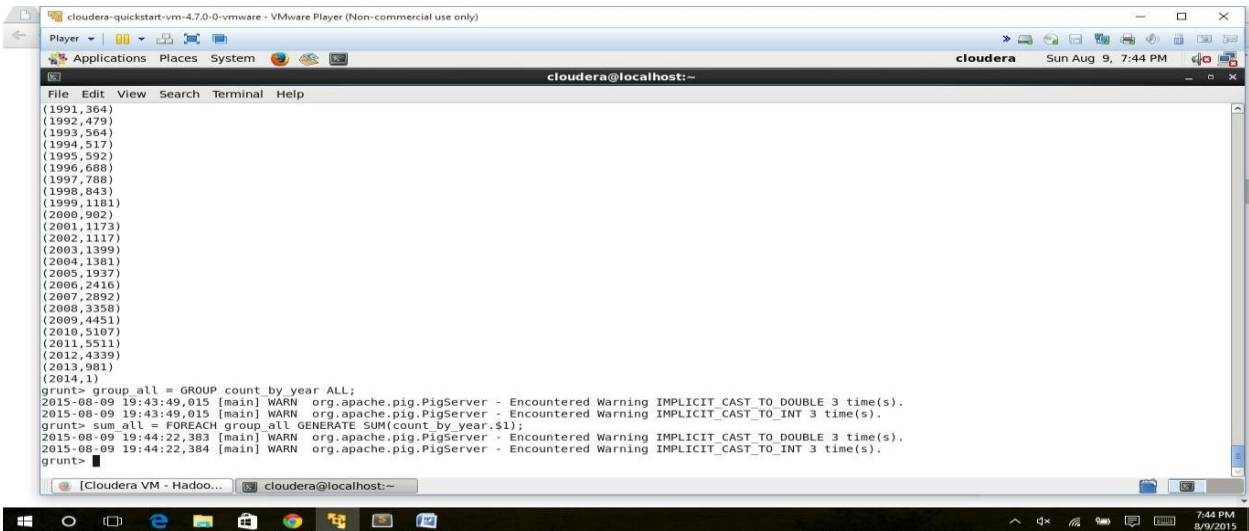 cloudera-quickstart-vm-4.7.0-0-vmware - VMware Player (Non-commercial use only)
Player
Applications Places System
cloudera Sun Aug 9, 7:44 PM
cloudera@localhost:~
File Edit View Search Terminal Help
(1991,364)
(1992,479)
(1993,564)
(1994,517)
(1995,592)
(1996,688)
(1997,788)
(1998,843)
(1999,1181)
(2000,902)
(2001,1173)
(2002,1117)
(2003,1399)
(2004,1381)
(2005,1937)
(2006,2416)
(2007,2892)
(2008,3358)
(2009,4451)
(2010,5107)
(2011,5511)
(2012,4339)
(2013,981)
(2014,1)
grunt> group_all = GROUP count_by_year ALL;
2015-08-09 19:43:49,015 [main] WARN  org.apache.pig.PigServer - Encountered Warning IMPLICIT_CAST_TO_DOUBLE 3 time(s).
2015-08-09 19:43:49,015 [main] WARN  org.apache.pig.PigServer - Encountered Warning IMPLICIT_CAST_TO_INT 3 time(s).
grunt> sum_all = FOREACH group_all GENERATE SUM(count_by_year.$1);
2015-08-09 19:44:22,383 [main] WARN  org.apache.pig.PigServer - Encountered Warning IMPLICIT_CAST_TO_DOUBLE 3 time(s).
2015-08-09 19:44:22,384 [main] WARN  org.apache.pig.PigServer - Encountered Warning IMPLICIT_CAST_TO_INT 3 time(s).
grunt>
[Cloudera VM - Hadoo... cloudera@localhost:~
7:44 PM
8/9/2015